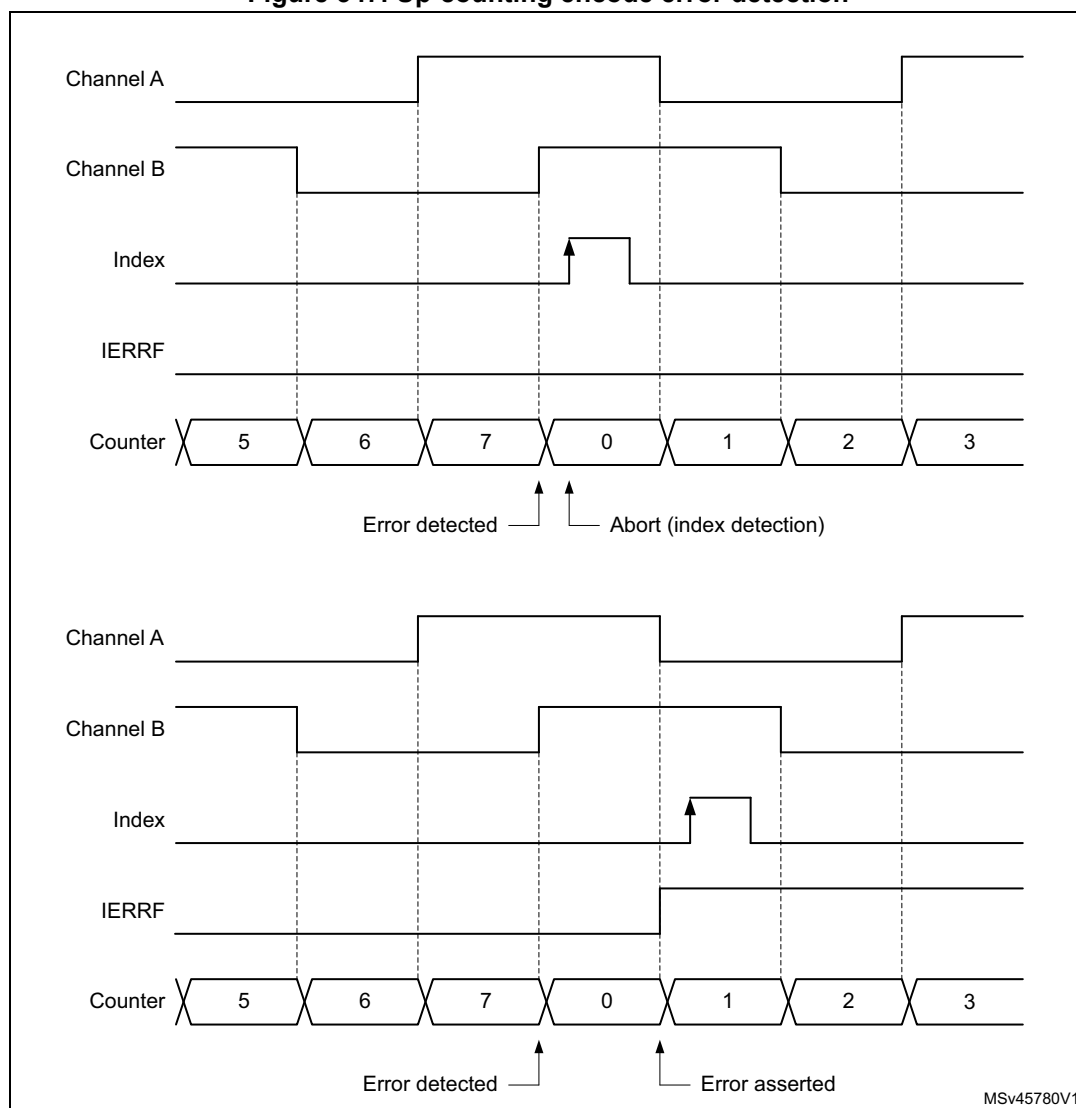 Up-counting encode error detection
Channel A
Channel B
Index
IERRF
Counter 5 6 7 0 1 2 3
Error detected Abort (index detection)
Channel A
Channel B
Index
IERRF
Counter 5 6 7 0 1 2 3
Error detected Error asserted
MSv45780V1